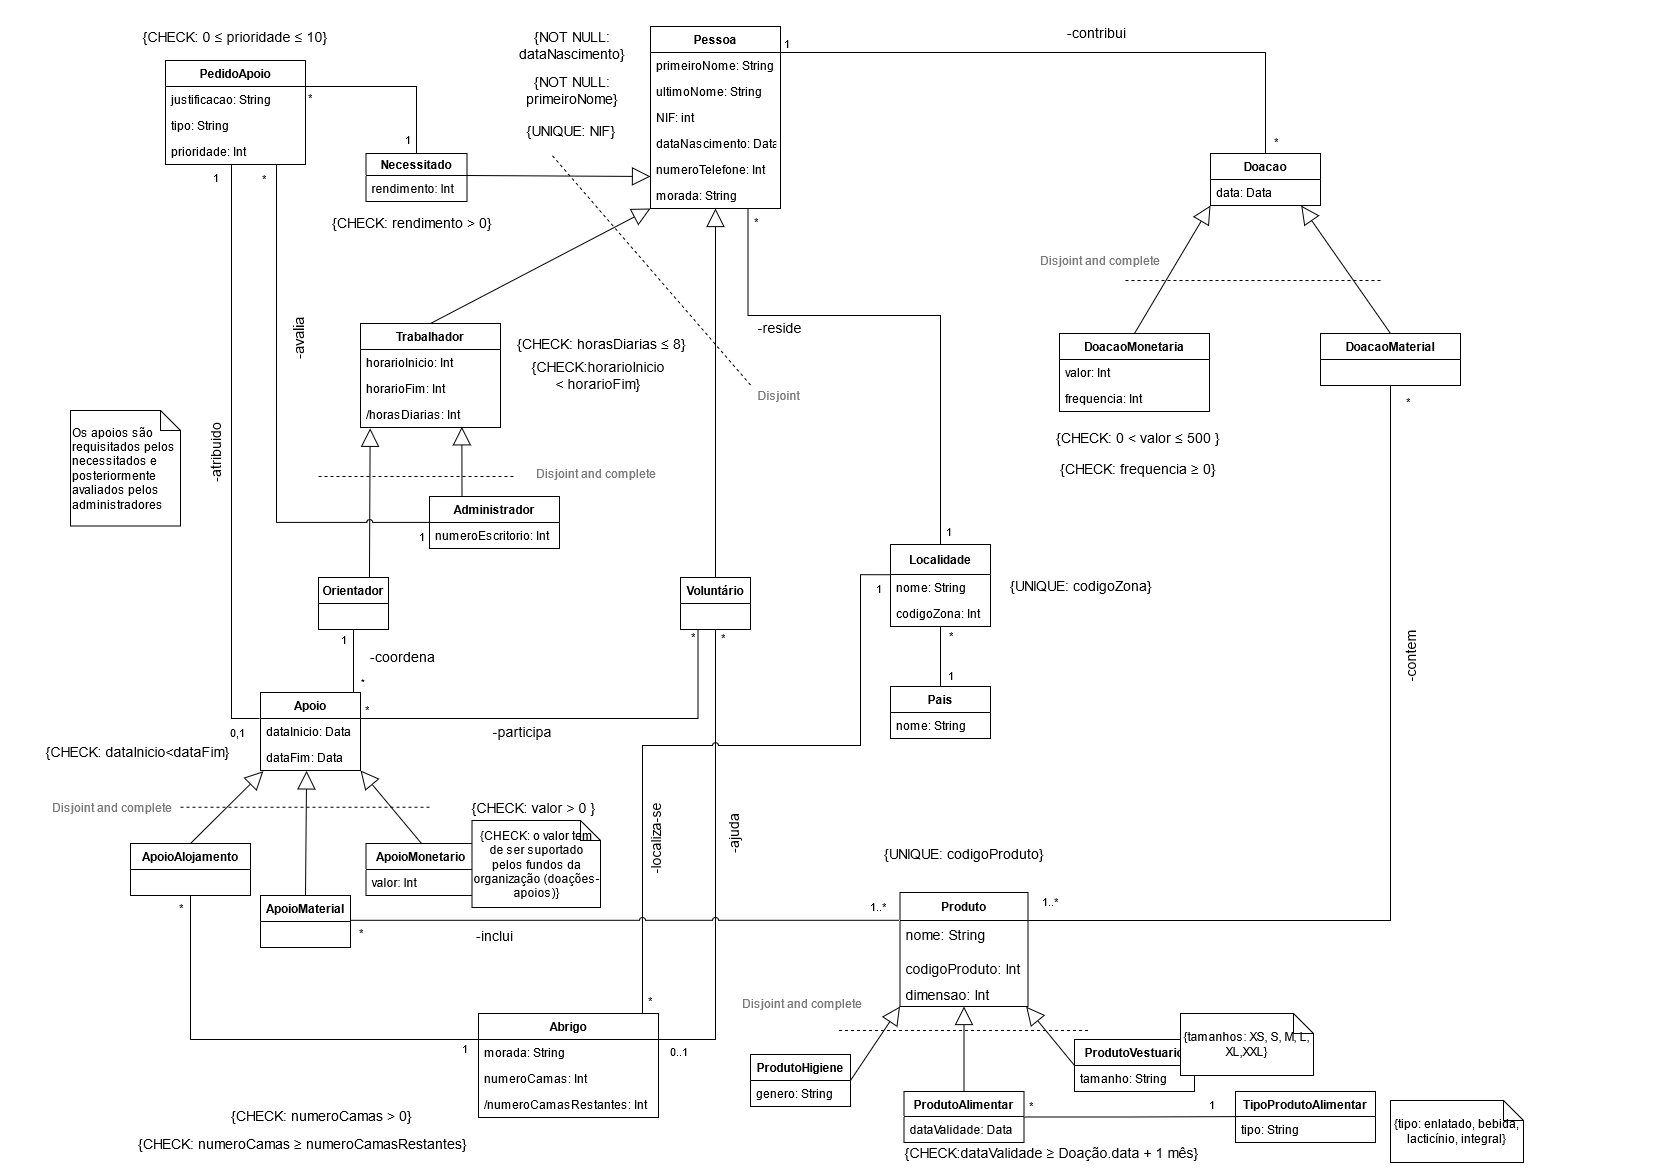 {CHECK: 0 ≤ prioridade ≤ 10}
PedidoApoio
justificacao: String
tipo: String
prioridade: Int
*
1
1
*
Necessitado
rendimento: Int
{CHECK: rendimento > 0}
{NOT NULL:
dataNascimento}
{NOT NULL:
primeiroNome}
{UNIQUE: NIF}
Pessoa
primeiroNome: String
ultimoNome: String
NIF: int
dataNascimento: Data
numeroTelefone: Int
morada: String
1
-contribui
*
*
Doacao
data: Data
Disjoint and complete
DoacaoMonetaria
valor: Int
frequencia: Int
{CHECK: 0 < valor ≤ 500 }
{CHECK: frequencia ≥ 0}
DoacaoMaterial
*
-contem
-reside
-avalia
-atribuido
Trabalhador
horarioInicio: Int
horarioFim: Int
/horasDiarias: Int
{CHECK: horasDiarias ≤ 8}
{CHECK:horarioInicio
< horarioFim}
Disjoint
Os apoios são
requisitados pelos
necessitados e
posteriormente
avaliados pelos
administradores
Disjoint and complete
Administrador
numeroEscritorio: Int
1
Orientador
1
-coordena
*
Voluntário
*
*
1
Localidade
nome: String
codigoZona: Int
{UNIQUE: codigoZona}
1
*
1
Pais
nome: String
Apoio
dataInicio: Data
dataFim: Data
*
0,1
-participa
{CHECK: dataInicio<dataFim}
Disjoint and complete
{CHECK: valor > 0 }
{CHECK: o valor tem
de ser suportado
pelos fundos da
organização (doações-
apoios)}
ApoioAlojamento
*
ApoioMonetario
valor: Int
ApoioMaterial
*
-inclui
-localiza-se
-ajuda
{UNIQUE: codigoProduto}
1..*
1..*
Produto
nome: String
codigoProduto: Int
dimensao: Int
Disjoint and complete
*
Abrigo
morada: String
numeroCamas: Int
/numeroCamasRestantes: Int
1
0..1
{CHECK: numeroCamas > 0}
{CHECK: numeroCamas ≥ numeroCamasRestantes}
ProdutoHigiene
genero: String
ProdutoVestuario
tamanho: String
{tamanhos: XS, S, M, L,
XL,XXL}
ProdutoAlimentar
dataValidade: Data
*
1
TipoProdutoAlimentar
tipo: String
{tipo: enlatado, bebida,
lacticínio, integral}
{CHECK:dataValidade ≥ Doação.data + 1 mês}